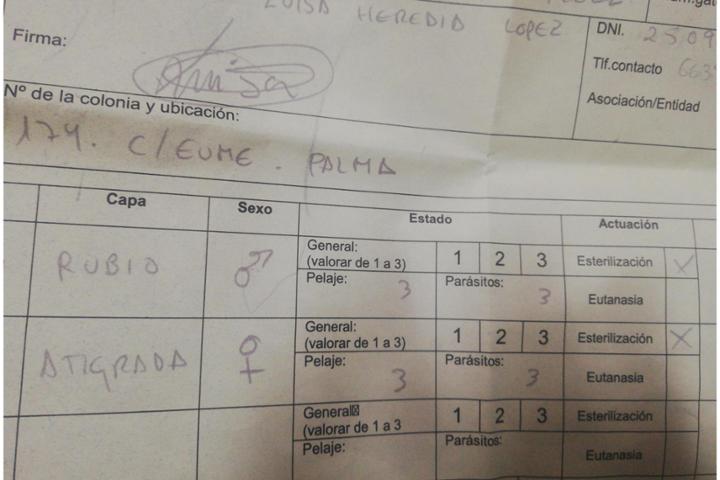 LUISA HEREDIA LOPEZ
DNI. 2509
Firma:
Luisa
Tlf.contacto 663
Asociación/Entidad
Nº de la colonia y ubicación:
174. C/EUME. PALMA
Capa Sexo Estado Actuación
RUBIO ♂ General: (valorar de 1 a 3) 1 2 3 Esterilización X
Pelaje: 3 Parásitos: 3 Eutanasia
ATIGRADA ♀ General: (valorar de 1 a 3) 1 2 3 Esterilización X
Pelaje: 3 Parásitos: 3 Eutanasia
General (valorar de 1 a 3 1 2 3 Esterilización
Pelaje: Parásitos: Eutanasia